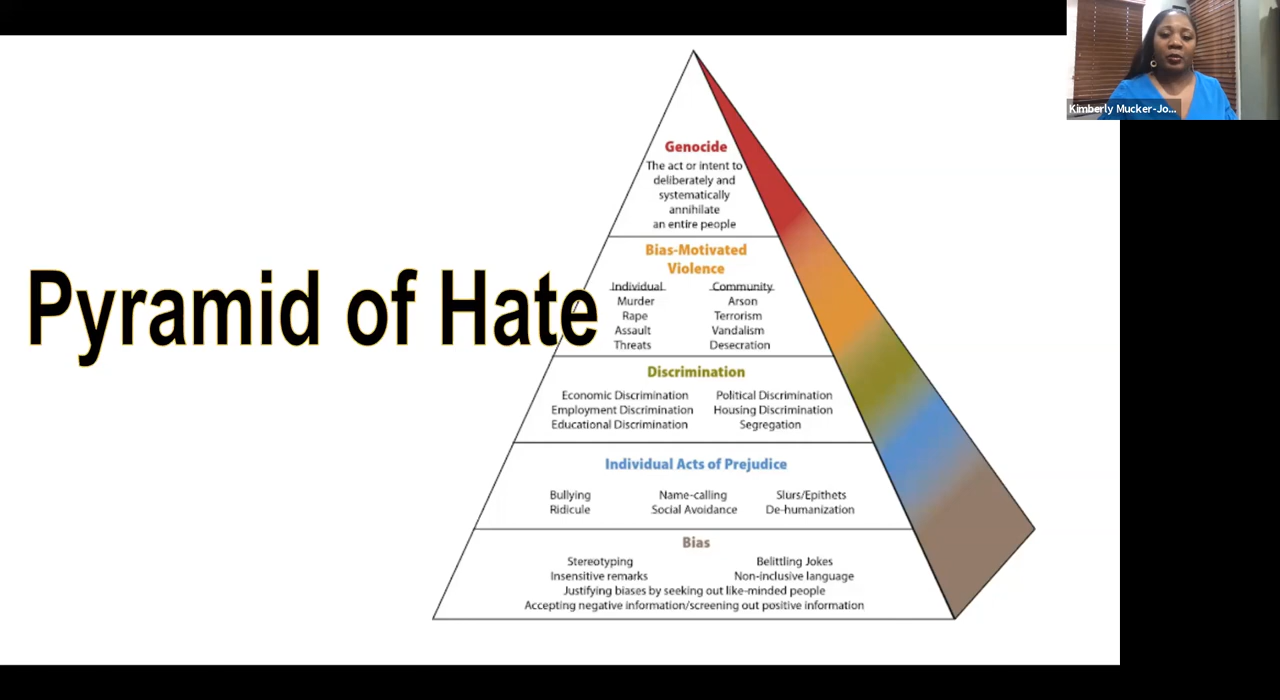 Kimberly Mucker-Jo...
Pyramid of Hate
Genocide
The act or intent to
deliberately and
systematically
annihilate
an entire people
Bias-Motivated
Violence
Individual Community
Murder Arson
Rape Terrorism
Assault Vandalism
Threats Desecration
Discrimination
Economic Discrimination Political Discrimination
Employment Discrimination Housing Discrimination
Educational Discrimination Segregation
Individual Acts of Prejudice
Bullying Name-calling Slurs/Epithets
Ridicule Social Avoidance De-humanization
Bias
Stereotyping Belittling Jokes
Insensitive remarks Non-inclusive language
Justifying biases by seeking out like-minded people
Accepting negative information/screening out positive information